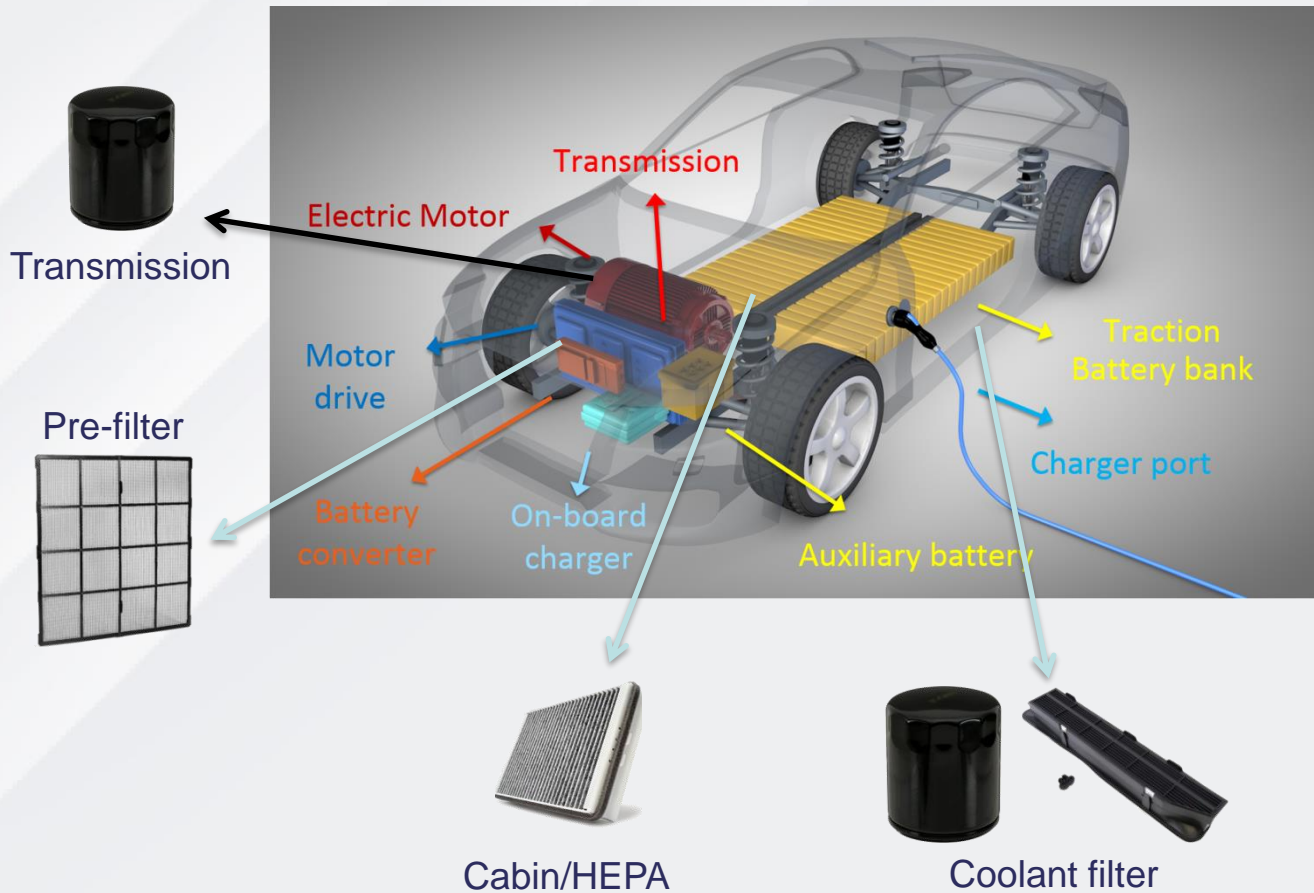 Transmission
Electric Motor
Transmission
Motor
drive
Traction
Battery bank
Pre-filter
Charger port
Battery
converter
On-board
charger
Auxiliary battery
Cabin/HEPA
Coolant filter